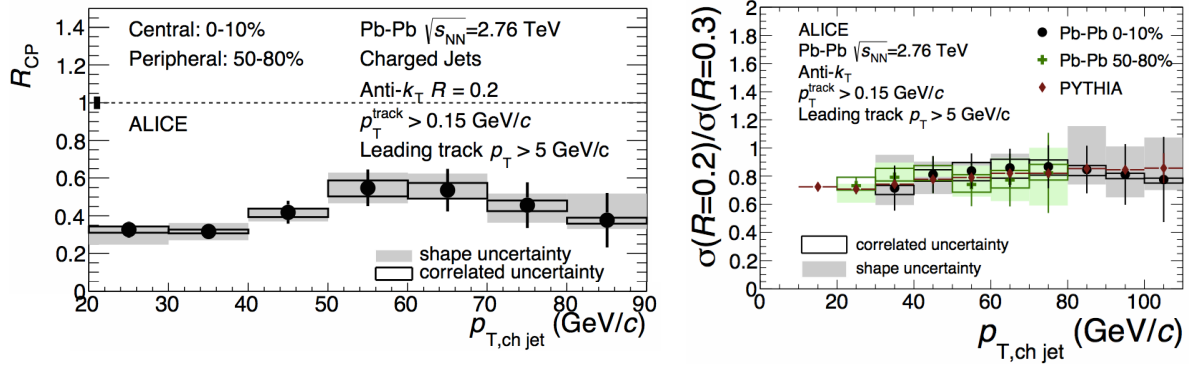 Central: 0-10%
Peripheral: 50-80%
ALICE
Pb-Pb √sNN=2.76 TeV
Charged Jets
Anti-kT R = 0.2
pT track > 0.15 GeV/c
Leading track pT > 5 GeV/c
shape uncertainty
correlated uncertainty
RCP
1.4
1.2
1
0.8
0.6
0.4
0.2
0
20 30 40 50 60 70 80 90
pT,ch jet (GeV/c)
ALICE
Pb-Pb √sNN=2.76 TeV
Anti-kT
pT track > 0.15 GeV/c
Leading track pT > 5 GeV/c
Pb-Pb 0-10%
Pb-Pb 50-80%
PYTHIA
correlated uncertainty
shape uncertainty
σ(R=0.2)/σ(R=0.3)
2
1.8
1.6
1.4
1.2
1
0.8
0.6
0.4
0.2
0
0 20 40 60 80 100
pT,ch jet (GeV/c)